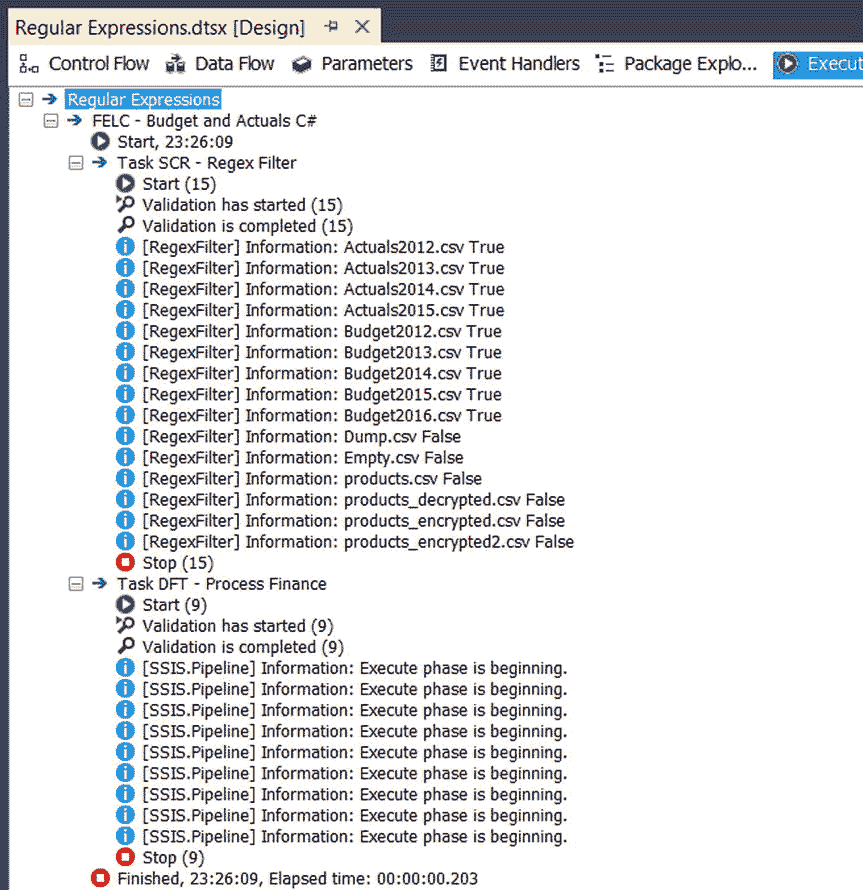 Regular Expressions.dtsx [Design]
Control Flow Data Flow Parameters Event Handlers Package Explo... Execut
Regular Expressions
FELC - Budget and Actuals C#
Start, 23:26:09
Task SCR - Regex Filter
Start (15)
Validation has started (15)
Validation is completed (15)
[RegexFilter] Information: Actuals2012.csv True
[RegexFilter] Information: Actuals2013.csv True
[RegexFilter] Information: Actuals2014.csv True
[RegexFilter] Information: Actuals2015.csv True
[RegexFilter] Information: Budget2012.csv True
[RegexFilter] Information: Budget2013.csv True
[RegexFilter] Information: Budget2014.csv True
[RegexFilter] Information: Budget2015.csv True
[RegexFilter] Information: Budget2016.csv True
[RegexFilter] Information: Dump.csv False
[RegexFilter] Information: Empty.csv False
[RegexFilter] Information: products.csv False
[RegexFilter] Information: products_decrypted.csv False
[RegexFilter] Information: products_encrypted.csv False
[RegexFilter] Information: products_encrypted2.csv False
Stop (15)
Task DFT - Process Finance
Start (9)
Validation has started (9)
Validation is completed (9)
[SSIS.Pipeline] Information: Execute phase is beginning.
[SSIS.Pipeline] Information: Execute phase is beginning.
[SSIS.Pipeline] Information: Execute phase is beginning.
[SSIS.Pipeline] Information: Execute phase is beginning.
[SSIS.Pipeline] Information: Execute phase is beginning.
[SSIS.Pipeline] Information: Execute phase is beginning.
[SSIS.Pipeline] Information: Execute phase is beginning.
[SSIS.Pipeline] Information: Execute phase is beginning.
[SSIS.Pipeline] Information: Execute phase is beginning.
Stop (9)
Finished, 23:26:09, Elapsed time: 00:00:00.203